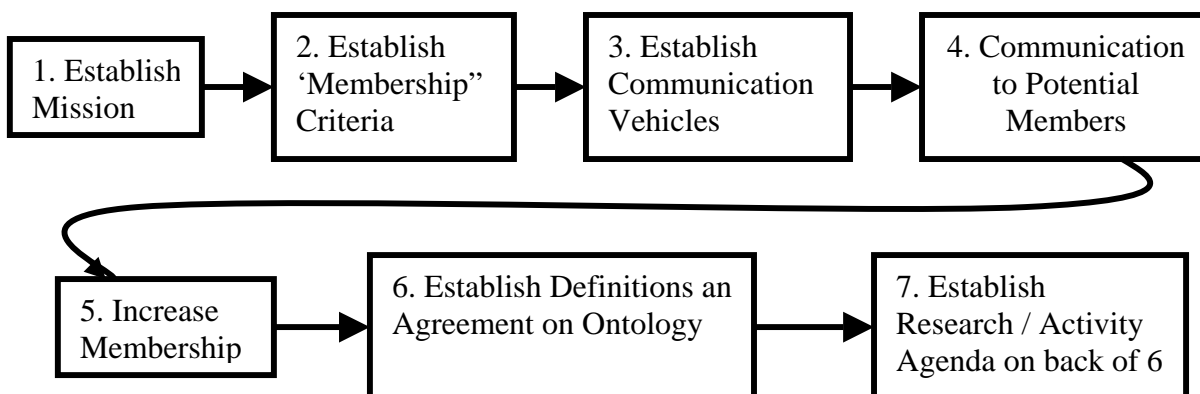 1. Establish
Mission
2. Establish
‘Membership”
Criteria
3. Establish
Communication
Vehicles
4. Communication
to Potential
Members
5. Increase
Membership
6. Establish Definitions an
Agreement on Ontology
7. Establish
Research / Activity
Agenda on back of 6